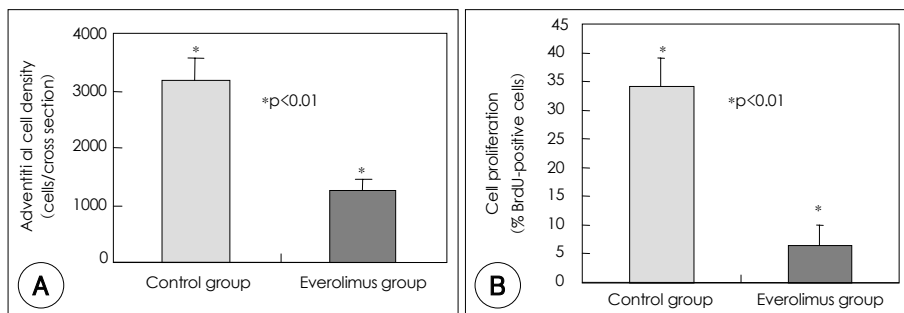 4000
3000
2000
1000
0
Adventiti al cell density
(cells/cross section)
*
*p<0.01
*
Control group
Everolimus group
A
45
40
35
30
25
20
15
10
5
0
Cell proliferation
(% BrdU-positive cells)
*
*p<0.01
*
Control group
Everolimus group
B